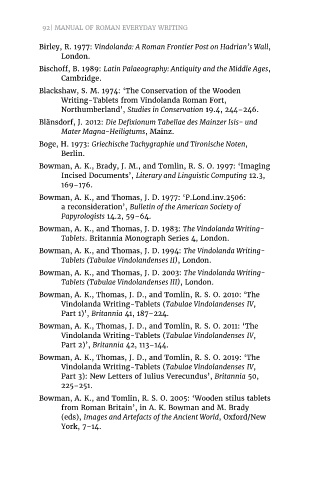 92/ MANUAL OF ROMAN EVERYDAY WRITING
Birley, R. 1977: Vindolanda: A Roman Frontier Post on Hadrian's Wall,
London.
Bischoff, B. 1989: Latin Palaeography: Antiquity and the Middle Ages,
Cambridge.
Blackshaw, S. M. 1974: 'The Conservation of the Wooden
Writing-Tablets from Vindolanda Roman Fort,
Northumberland', Studies in Conservation 19.4, 244–246.
Blänsdorf, J. 2012: Die Defixionum Tabellae des Mainzer Isis- und
Mater Magna-Heiligtums, Mainz.
Boge, H. 1973: Griechische Tachygraphie und Tironische Noten,
Berlin.
Bowman, A. K., Brady, J. M., and Tomlin, R. S. O. 1997: 'Imaging
Incised Documents', Literary and Linguistic Computing 12.3,
169–176.
Bowman, A. K., and Thomas, J. D. 1977: 'P.Lond.inv.2506:
a reconsideration', Bulletin of the American Society of
Papyrologists 14.2, 59–64.
Bowman, A. K., and Thomas, J. D. 1983: The Vindolanda Writing-
Tablets. Britannia Monograph Series 4, London.
Bowman, A. K., and Thomas, J. D. 1994: The Vindolanda Writing-
Tablets (Tabulae Vindolandenses II), London.
Bowman, A. K., and Thomas, J. D. 2003: The Vindolanda Writing-
Tablets (Tabulae Vindolandenses III), London.
Bowman, A. K., Thomas, J. D., and Tomlin, R. S. O. 2010: 'The
Vindolanda Writing-Tablets (Tabulae Vindolandenses IV,
Part 1)', Britannia 41, 187–224.
Bowman, A. K., Thomas, J. D., and Tomlin, R. S. O. 2011: 'The
Vindolanda Writing-Tablets (Tabulae Vindolandenses IV,
Part 2)', Britannia 42, 113–144.
Bowman, A. K., Thomas, J. D., and Tomlin, R. S. O. 2019: 'The
Vindolanda Writing-Tablets (Tabulae Vindolandenses IV,
Part 3): New Letters of Iulius Verecundus', Britannia 50,
225–251.
Bowman, A. K., and Tomlin, R. S. O. 2005: 'Wooden stilus tablets
from Roman Britain', in A. K. Bowman and M. Brady
(eds), Images and Artefacts of the Ancient World, Oxford/New
York, 7–14.